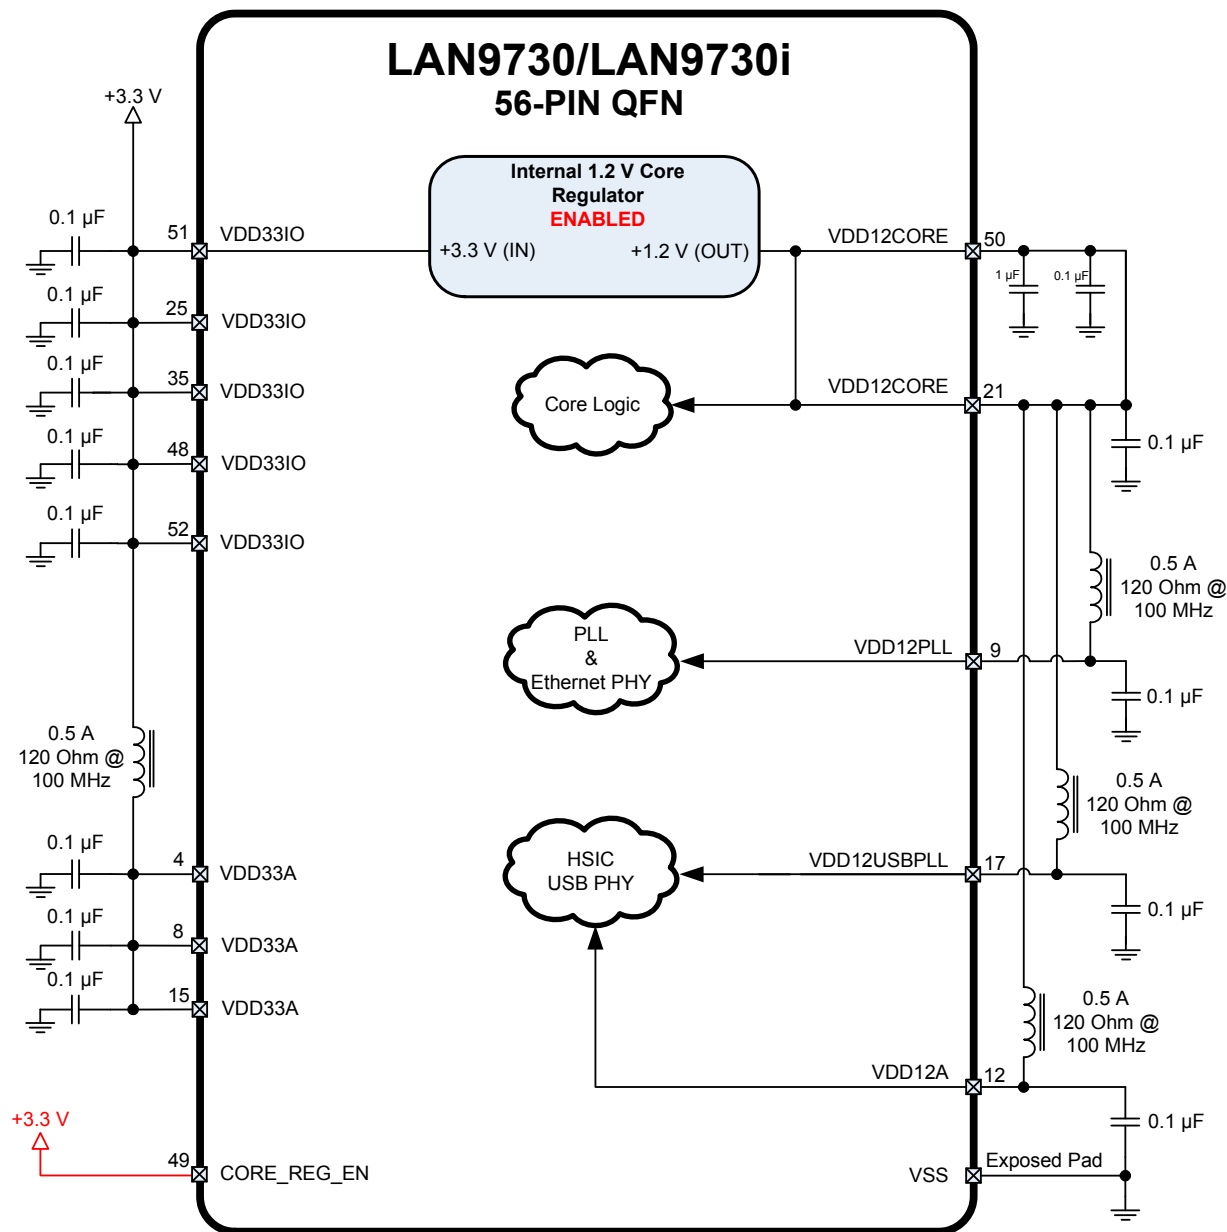 LAN9730/LAN9730i
56-PIN QFN
+3.3 V
Internal 1.2 V Core
Regulator
ENABLED
+3.3 V (IN)
+1.2 V (OUT)
0.1 µF
51
VDD33IO
VDD12CORE
50
1 µF
0.1 µF
0.1 µF
25
VDD33IO
0.1 µF
35
VDD33IO
Core Logic
VDD12CORE
21
0.1 µF
0.1 µF
48
VDD33IO
0.1 µF
52
VDD33IO
0.5 A
120 Ohm @
100 MHz
PLL
&
Ethernet PHY
VDD12PLL
9
0.1 µF
0.5 A
120 Ohm @
100 MHz
0.5 A
120 Ohm @
100 MHz
0.1 µF
4
VDD33A
HSIC
USB PHY
VDD12USBPLL
17
0.1 µF
0.1 µF
8
VDD33A
0.1 µF
15
VDD33A
0.5 A
120 Ohm @
100 MHz
VDD12A
12
0.1 µF
+3.3 V
49
CORE_REG_EN
VSS
Exposed Pad